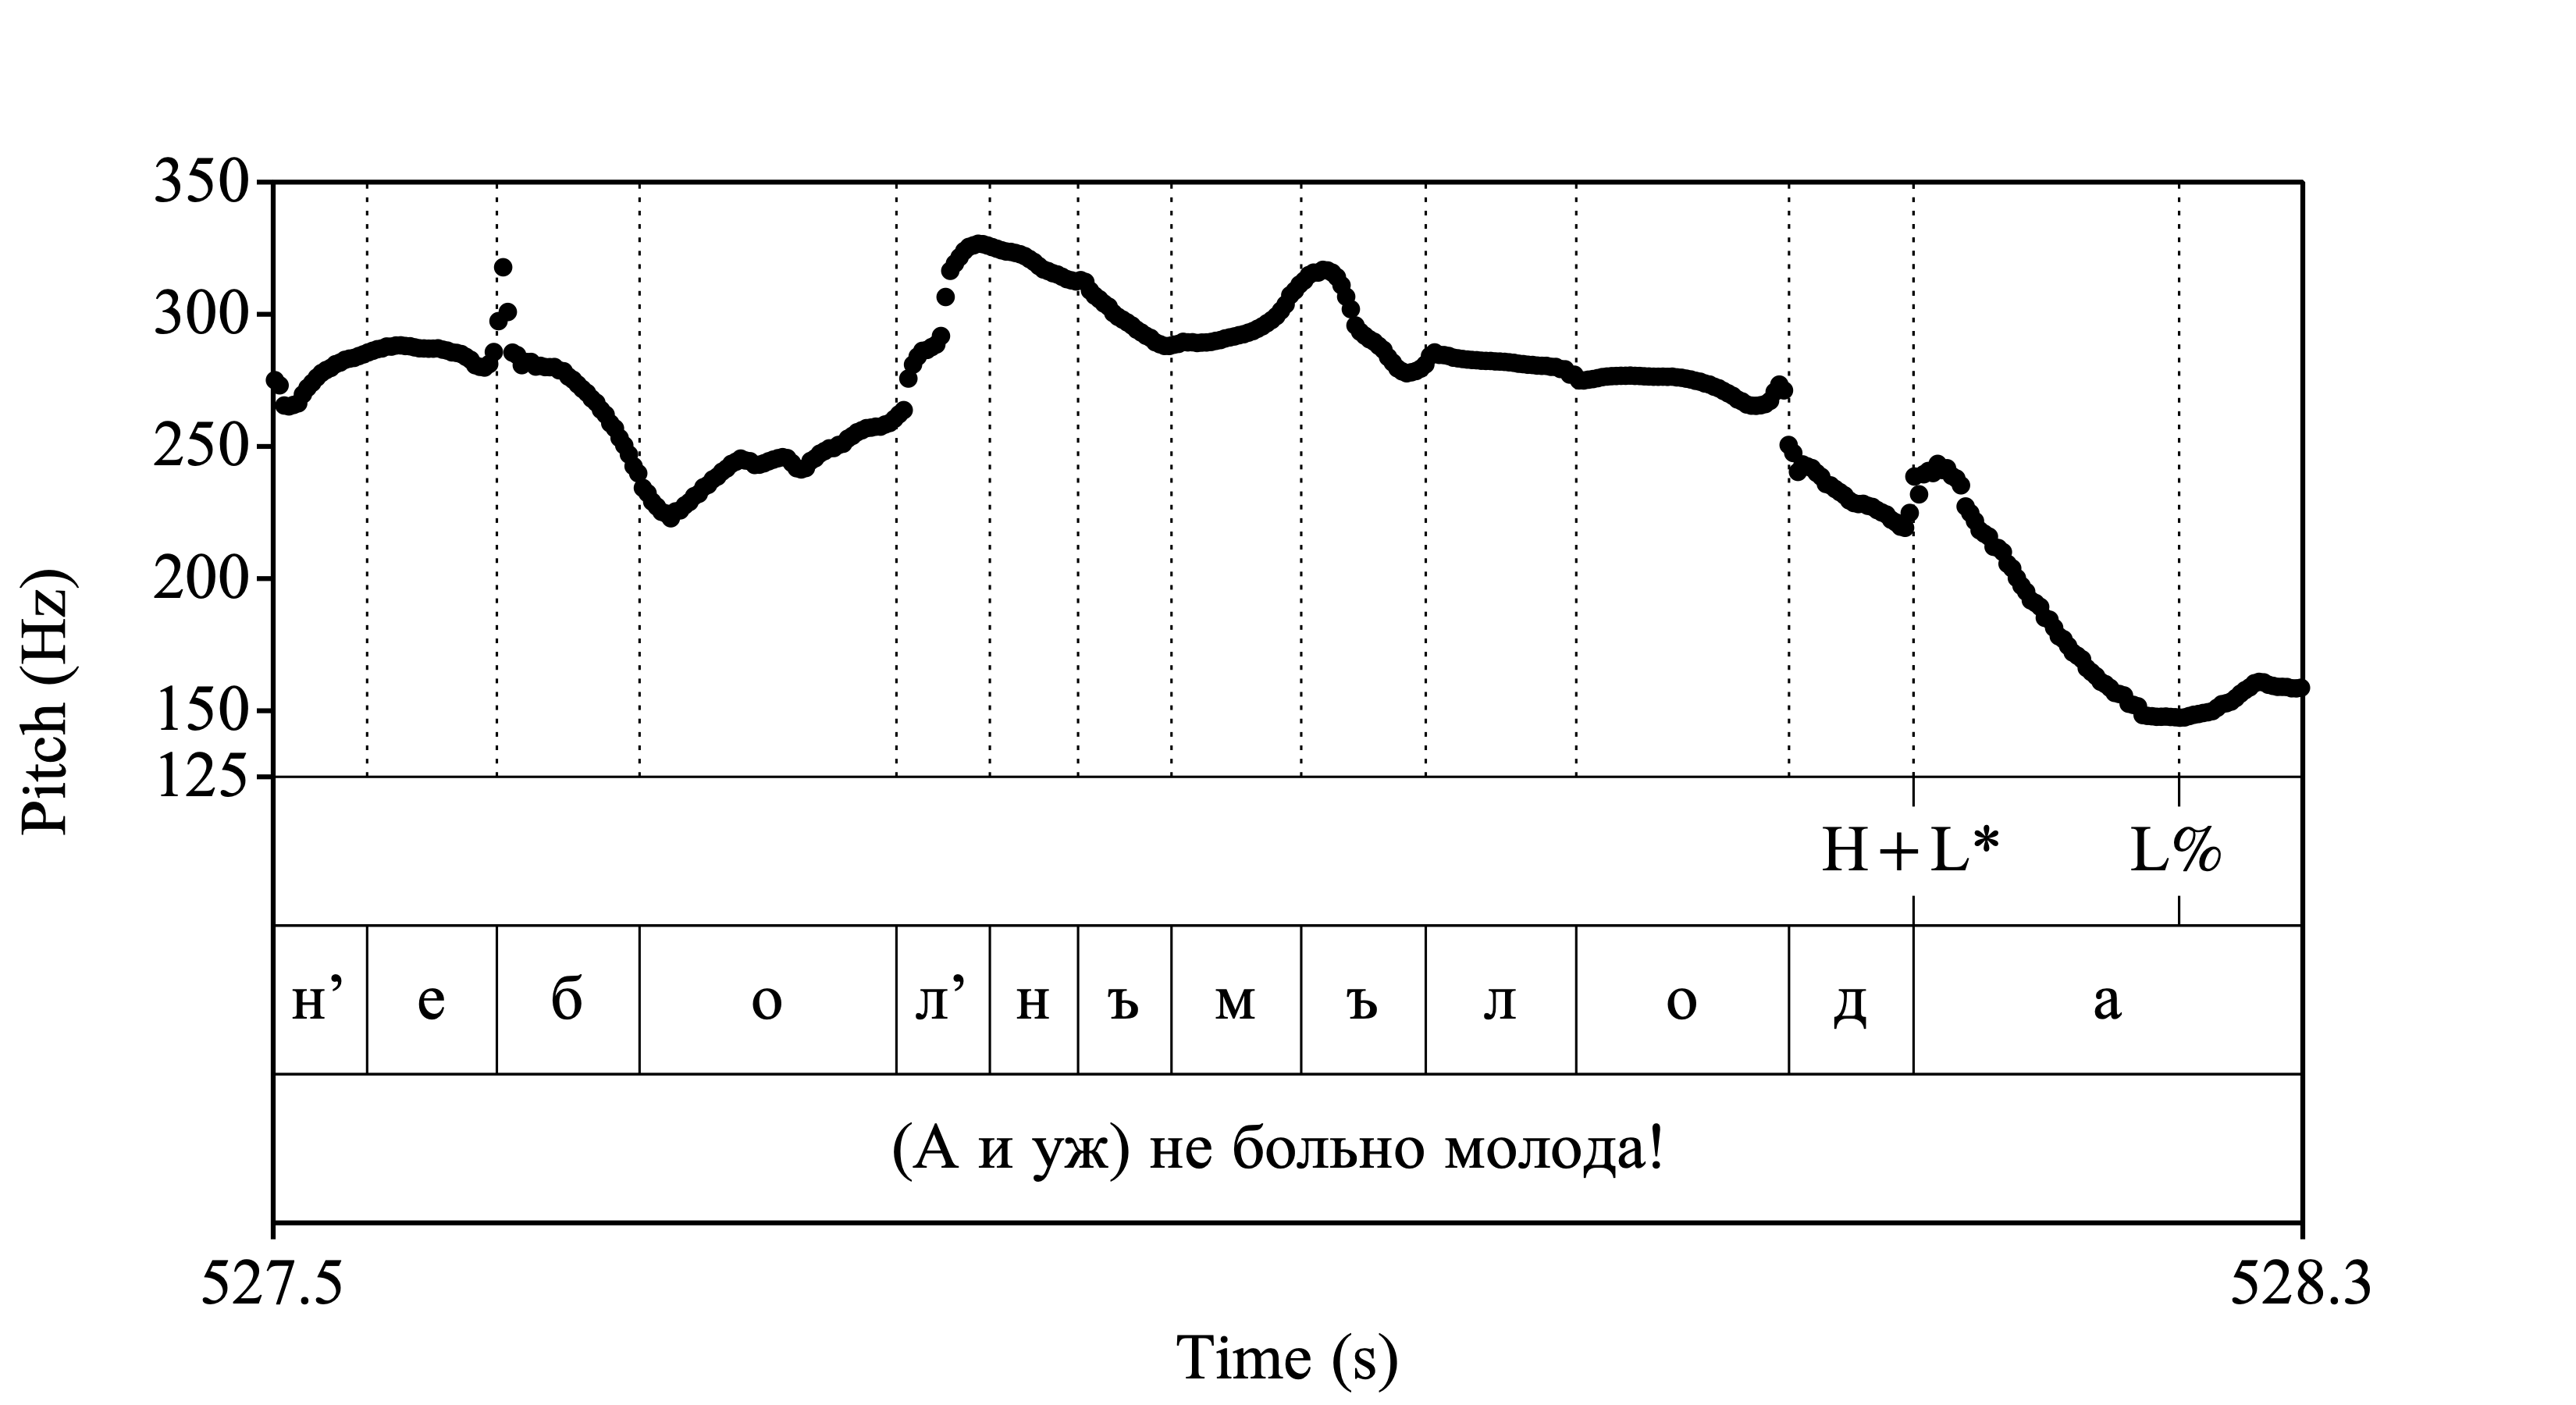 350
300
250
200
150
125
Pitch (Hz)
H+L* L%
н’ е б о л’ н ъ м ъ л о д а
(А и уж) не больно молода!
527.5 528.3
Time (s)